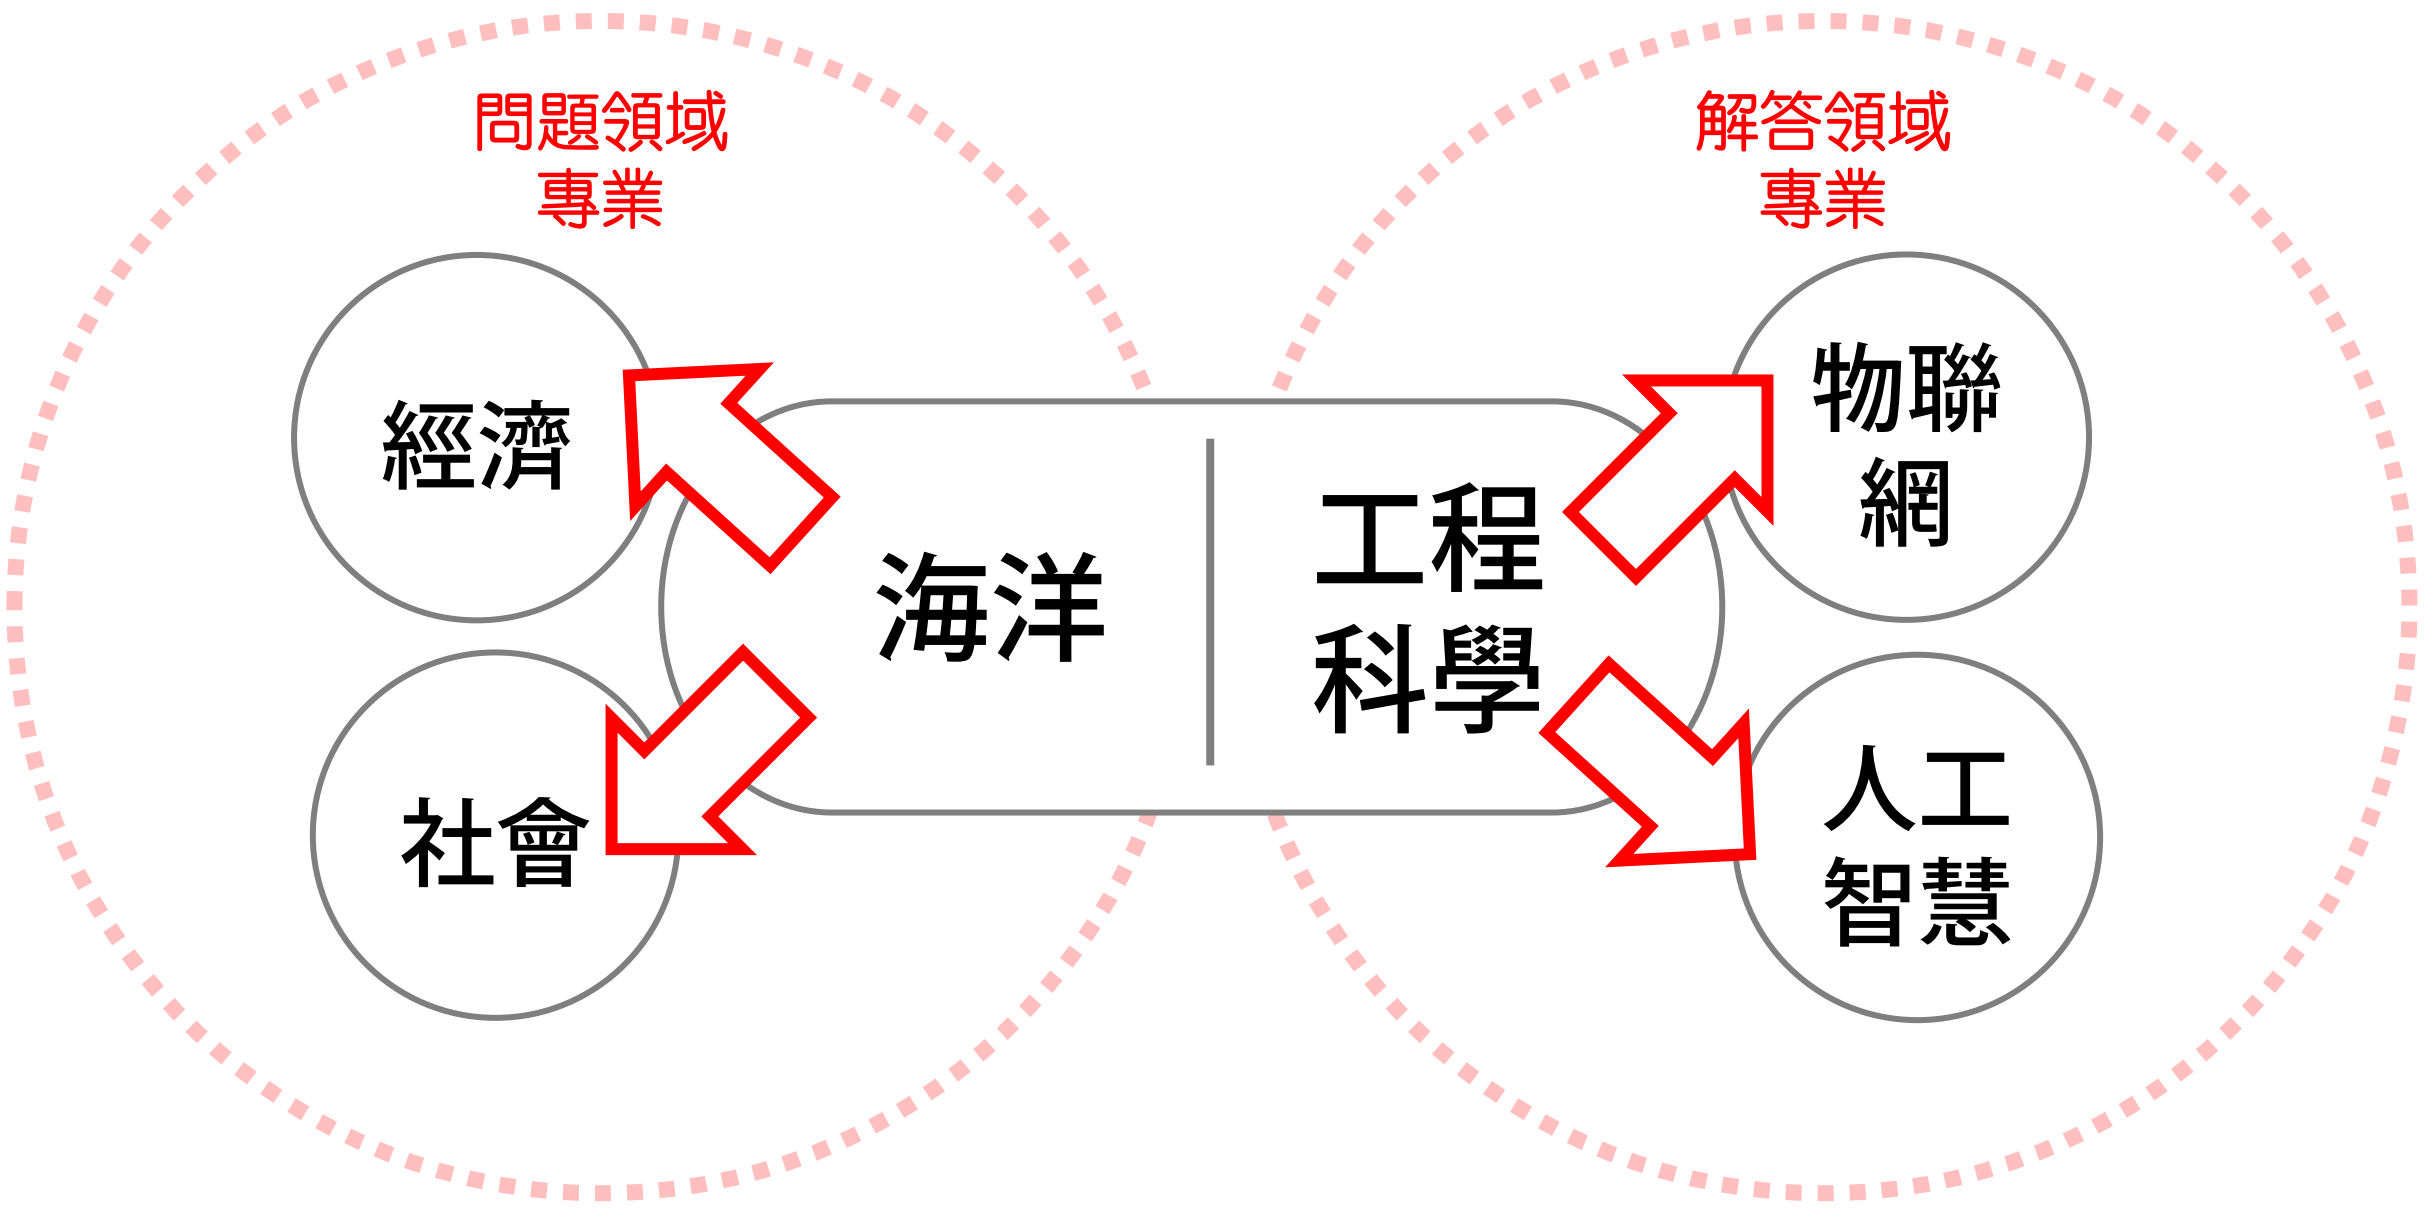 問題領域
專業
解答領域
專業
經濟
社會
海洋
工程
科學
物聯
網
人工
智慧